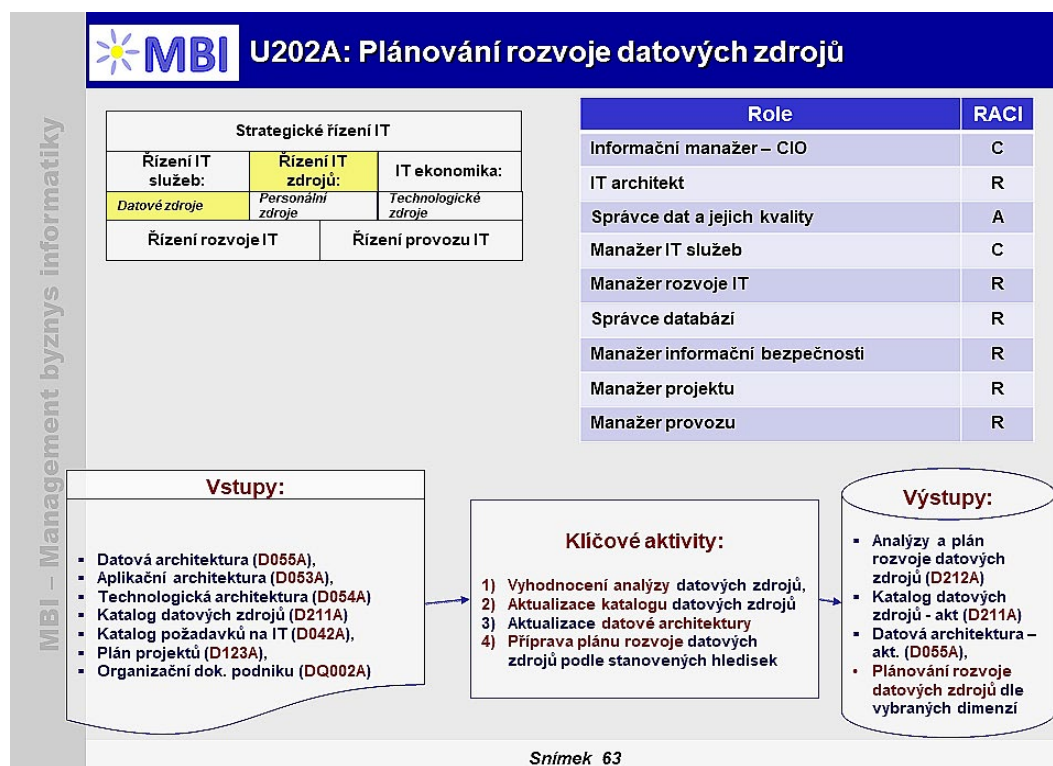 MBI
U202A: Plánování rozvoje datových zdrojů
MBI – Management byznys informatiky
Strategické řízení IT
Řízení IT
služeb:
Řízení IT
zdrojů:
IT ekonomika:
Datové zdroje
Personální
zdroje
Technologické
zdroje
Řízení rozvoje IT
Řízení provozu IT
Role RACI
Informační manažer – CIO C
IT architekt R
Správce dat a jejich kvality A
Manažer IT služeb C
Manažer rozvoje IT R
Správce databází R
Manažer informační bezpečnosti R
Manažer projektu R
Manažer provozu R
Vstupy:
▪ Datová architektura (D055A),
▪ Aplikační architektura (D053A),
▪ Technologická architektura (D054A)
▪ Katalog datových zdrojů (D211A)
▪ Katalog požadavků na IT (D042A),
▪ Plán projektů (D123A),
▪ Organizační dok. podniku (DQ002A)
Klíčové aktivity:
1) Vyhodnocení analýzy datových zdrojů,
2) Aktualizace katalogu datových zdrojů
3) Aktualizace datové architektury
4) Příprava plánu rozvoje datových
zdrojů podle stanovených hledisek
Výstupy:
▪ Analýzy a plán
rozvoje datových
zdrojů (D212A)
▪ Katalog datových
zdrojů - akt (D211A)
▪ Datová architektura –
akt. (D055A),
• Plánování rozvoje
datových zdrojů dle
vybraných dimenzí
Snímek 63